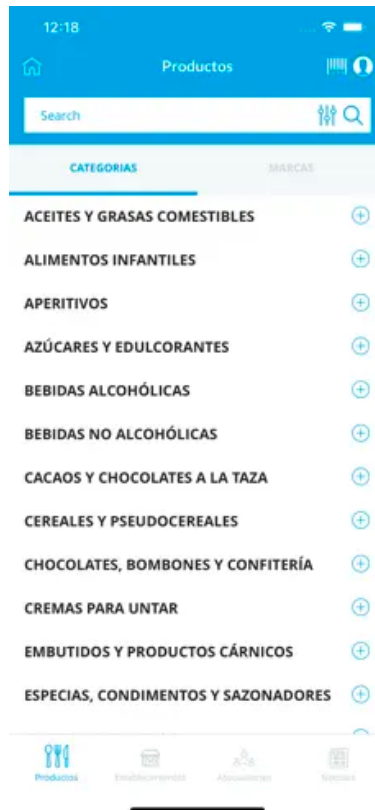 12:18
Productos
Search
CATEGORIAS
MARCAS
ACEITES Y GRASAS COMESTIBLES
ALIMENTOS INFANTILES
APERITIVOS
AZÚCARES Y EDULCORANTES
BEBIDAS ALCOHÓLICAS
BEBIDAS NO ALCOHÓLICAS
CACAOS Y CHOCOLATES A LA TAZA
CEREALES Y PSEUDOCEREALES
CHOCOLATES, BOMBONES Y CONFITERÍA
CREMAS PARA UNTAR
EMBUTIDOS Y PRODUCTOS CÁRNICOS
ESPECIAS, CONDIMENTOS Y SAZONADORES
Productos
Establecimientos